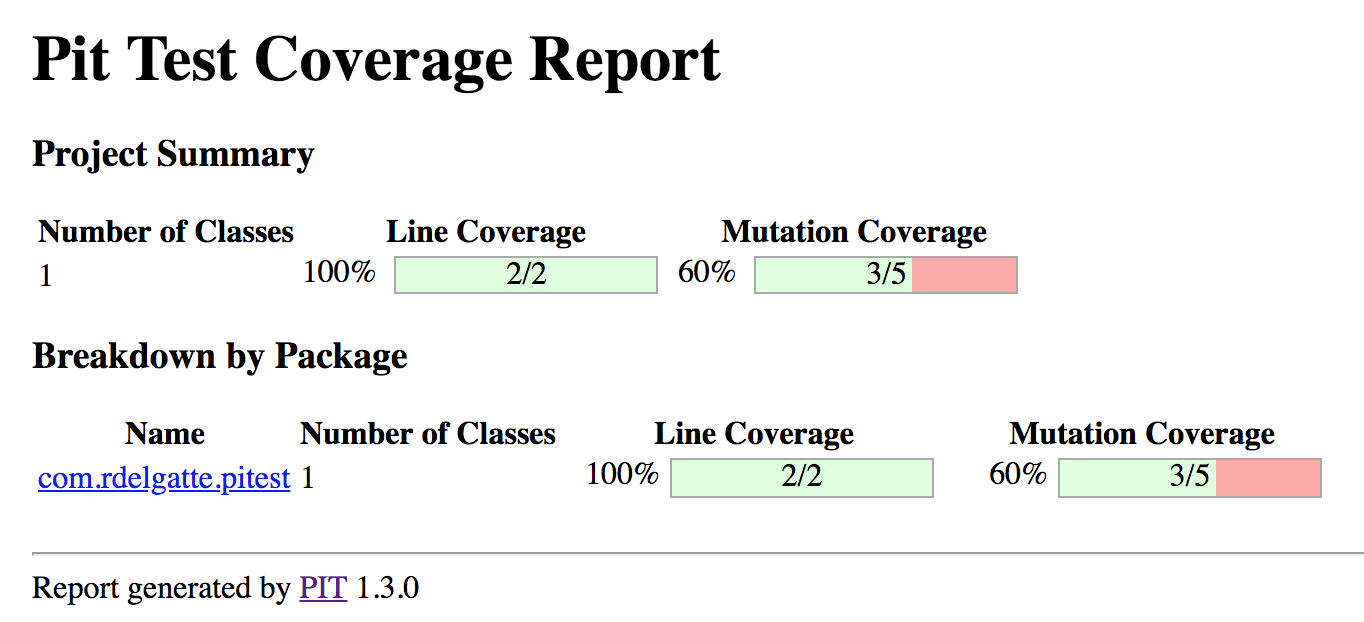 Pit Test Coverage Report
Project Summary
Number of Classes Line Coverage Mutation Coverage
1 100% 2/2 60% 3/5
Breakdown by Package
Name Number of Classes Line Coverage Mutation Coverage
com.rdelgatte.pitest 1 100% 2/2 60% 3/5
Report generated by PIT 1.3.0